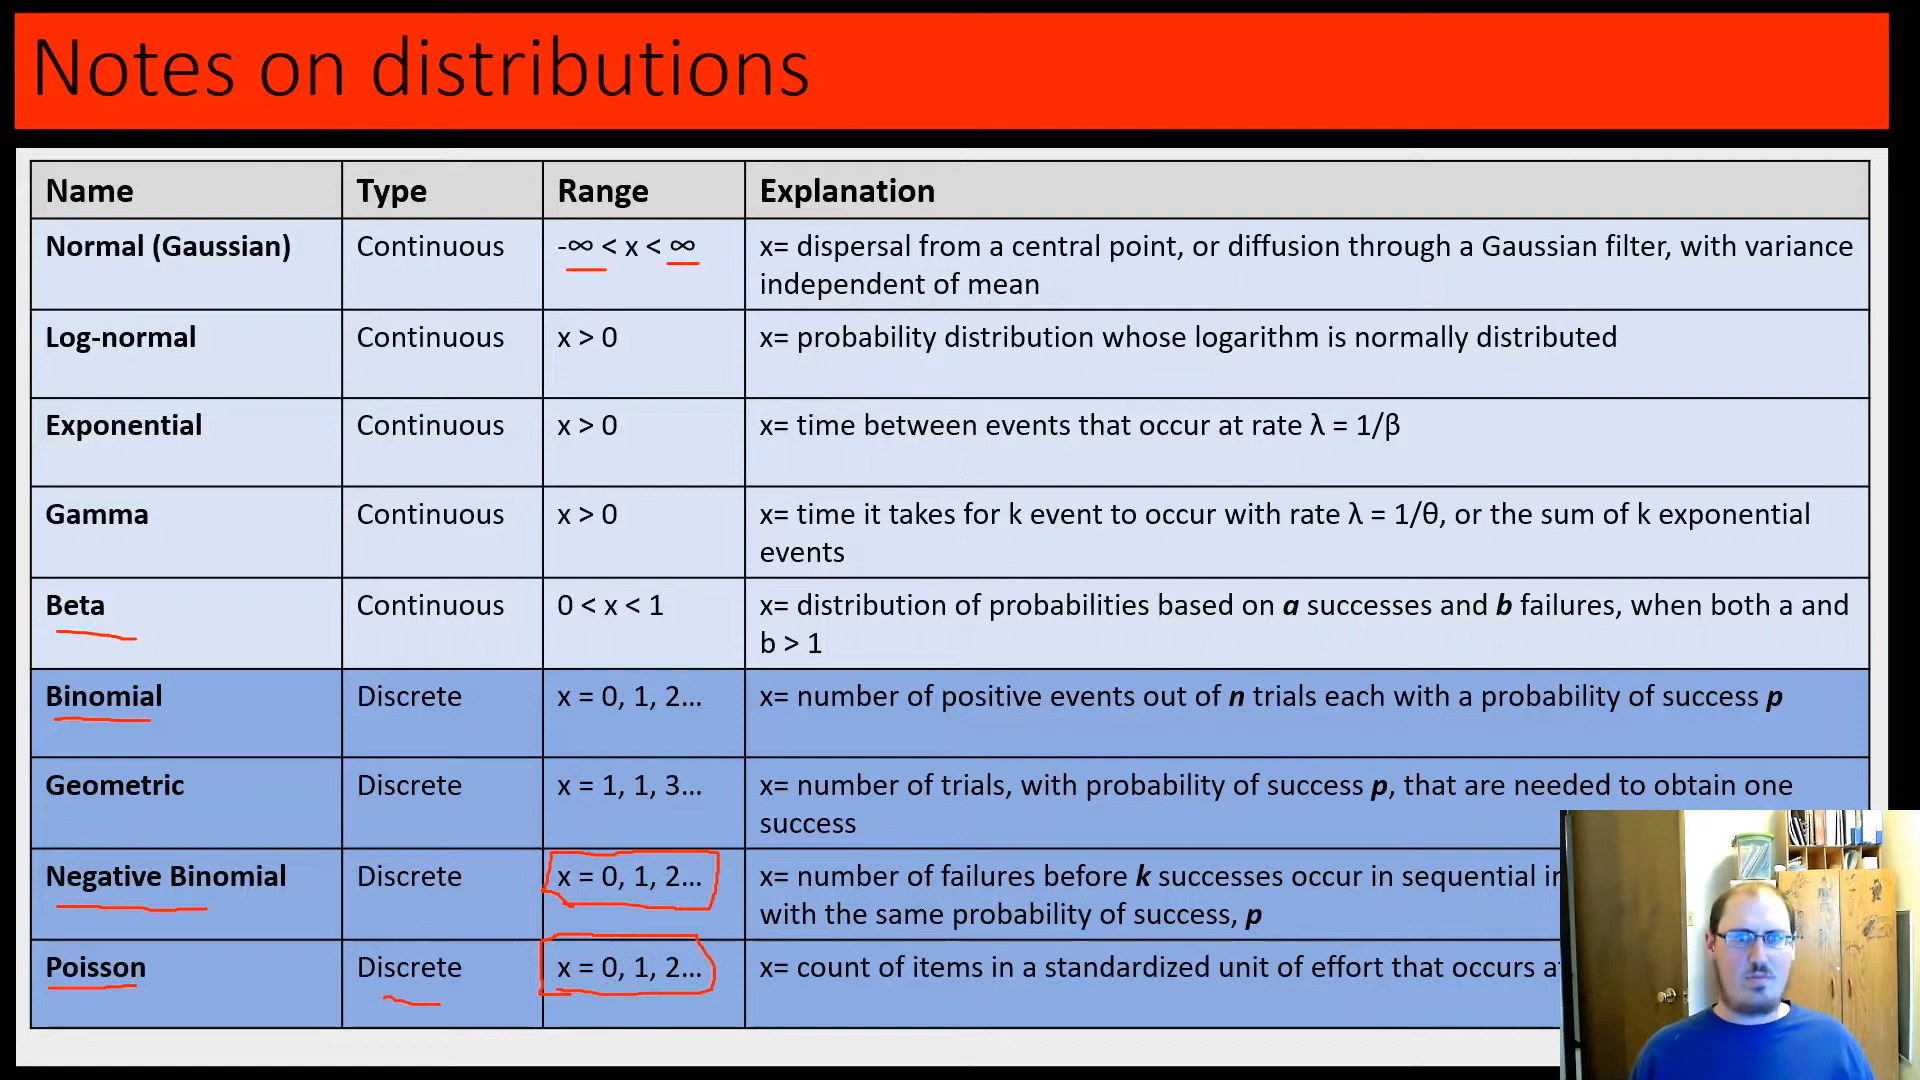 Notes on distributions
Name Type Range Explanation
Normal (Gaussian) Continuous -∞ < x < ∞ x= dispersal from a central point, or diffusion through a Gaussian filter, with variance
independent of mean
Log-normal Continuous x > 0 x= probability distribution whose logarithm is normally distributed
Exponential Continuous x > 0 x= time between events that occur at rate λ = 1/β
Gamma Continuous x > 0 x= time it takes for k event to occur with rate λ = 1/θ, or the sum of k exponential
events
Beta Continuous 0 < x < 1 x= distribution of probabilities based on a successes and b failures, when both a and
b > 1
Binomial Discrete x = 0, 1, 2... x= number of positive events out of n trials each with a probability of success p
Geometric Discrete x = 1, 1, 3... x= number of trials, with probability of success p, that are needed to obtain one
success
Negative Binomial Discrete x = 0, 1, 2... x= number of failures before k successes occur in sequential
with the same probability of success, p
Poisson Discrete x = 0, 1, 2... x= count of items in a standardized unit of effort that occurs